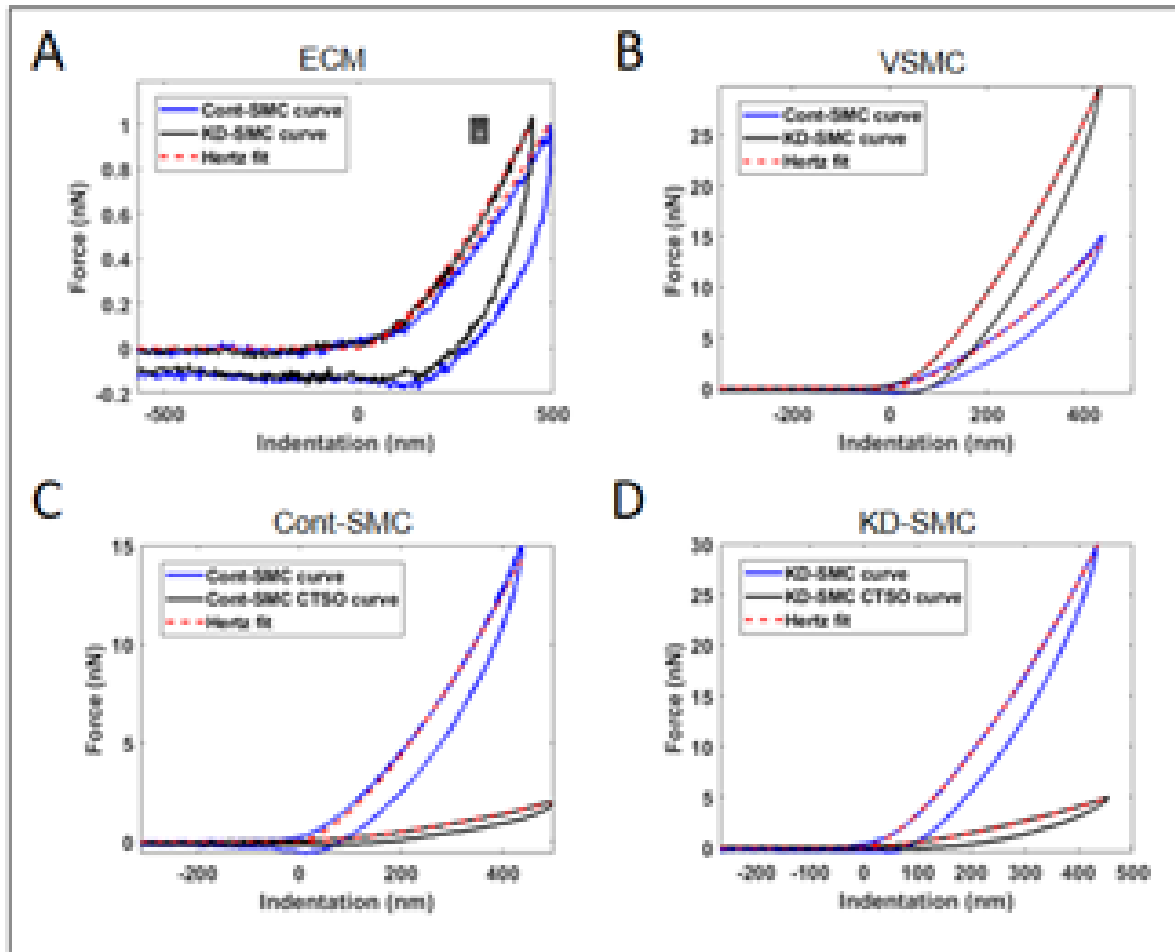 A
ECM
Cont-SMC curve
KD-SMC curve
Hertz fit
1
0.8
0.6
0.4
0.2
0
-0.2
Force (nN)
-500
0
500
Indentation (nm)
B
VSMC
Cont-SMC curve
KD-SMC curve
Hertz fit
25
20
15
10
5
0
Force (nN)
-200
0
200
400
Indentation (nm)
C
Cont-SMC
Cont-SMC curve
Cont-SMC CTSO curve
Hertz fit
15
10
5
0
Force (nN)
-200
0
200
400
Indentation (nm)
D
KD-SMC
KD-SMC curve
KD-SMC CTSO curve
Hertz fit
30
25
20
15
10
5
0
Force (nN)
-200
-100
0
100
200
300
400
500
Indentation (nm)